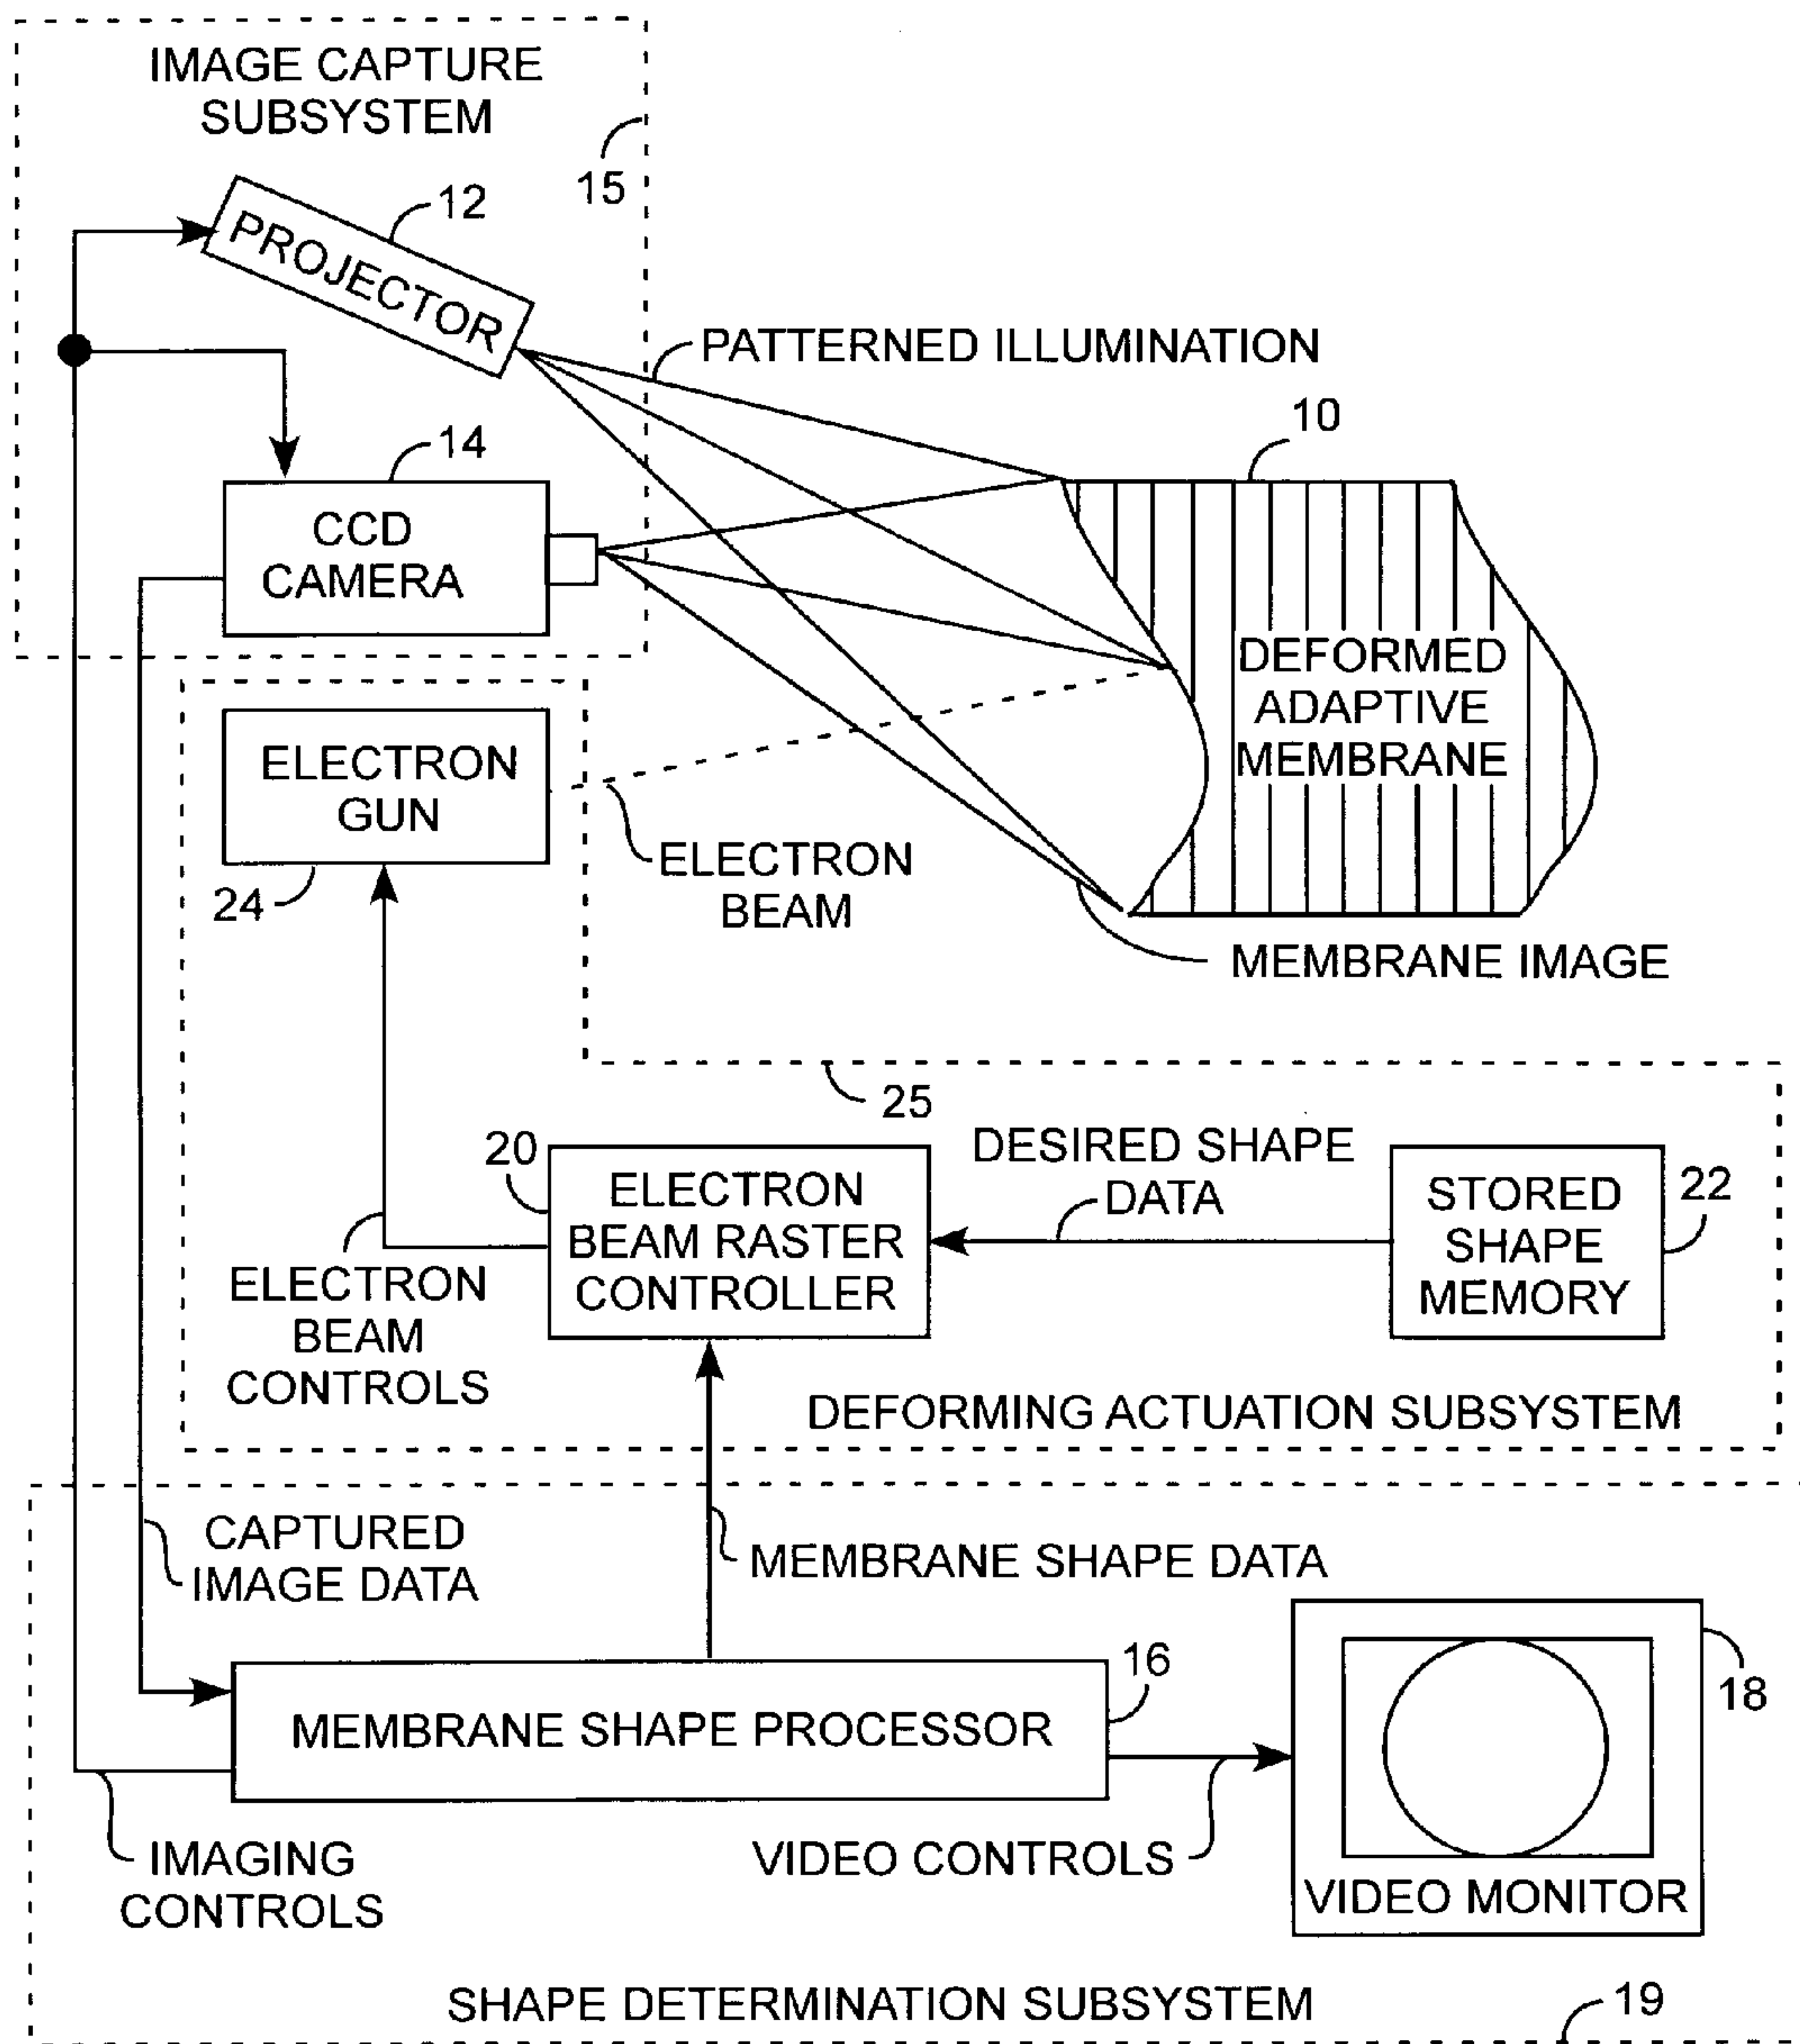 IMAGE CAPTURE
SUBSYSTEM
15
12
PROJECTOR
PATTERNED ILLUMINATION
10
14
CCD
CAMERA
DEFORMED
ADAPTIVE
MEMBRANE
ELECTRON
GUN
24
ELECTRON
BEAM
MEMBRANE IMAGE
25
20
ELECTRON
BEAM RASTER
CONTROLLER
DESIRED SHAPE
DATA
STORED
SHAPE
MEMORY
22
ELECTRON
BEAM
CONTROLS
DEFORMING ACTUATION SUBSYSTEM
CAPTURED
IMAGE DATA
MEMBRANE SHAPE DATA
16
MEMBRANE SHAPE PROCESSOR
18
IMAGING
CONTROLS
VIDEO CONTROLS
VIDEO MONITOR
SHAPE DETERMINATION SUBSYSTEM
19